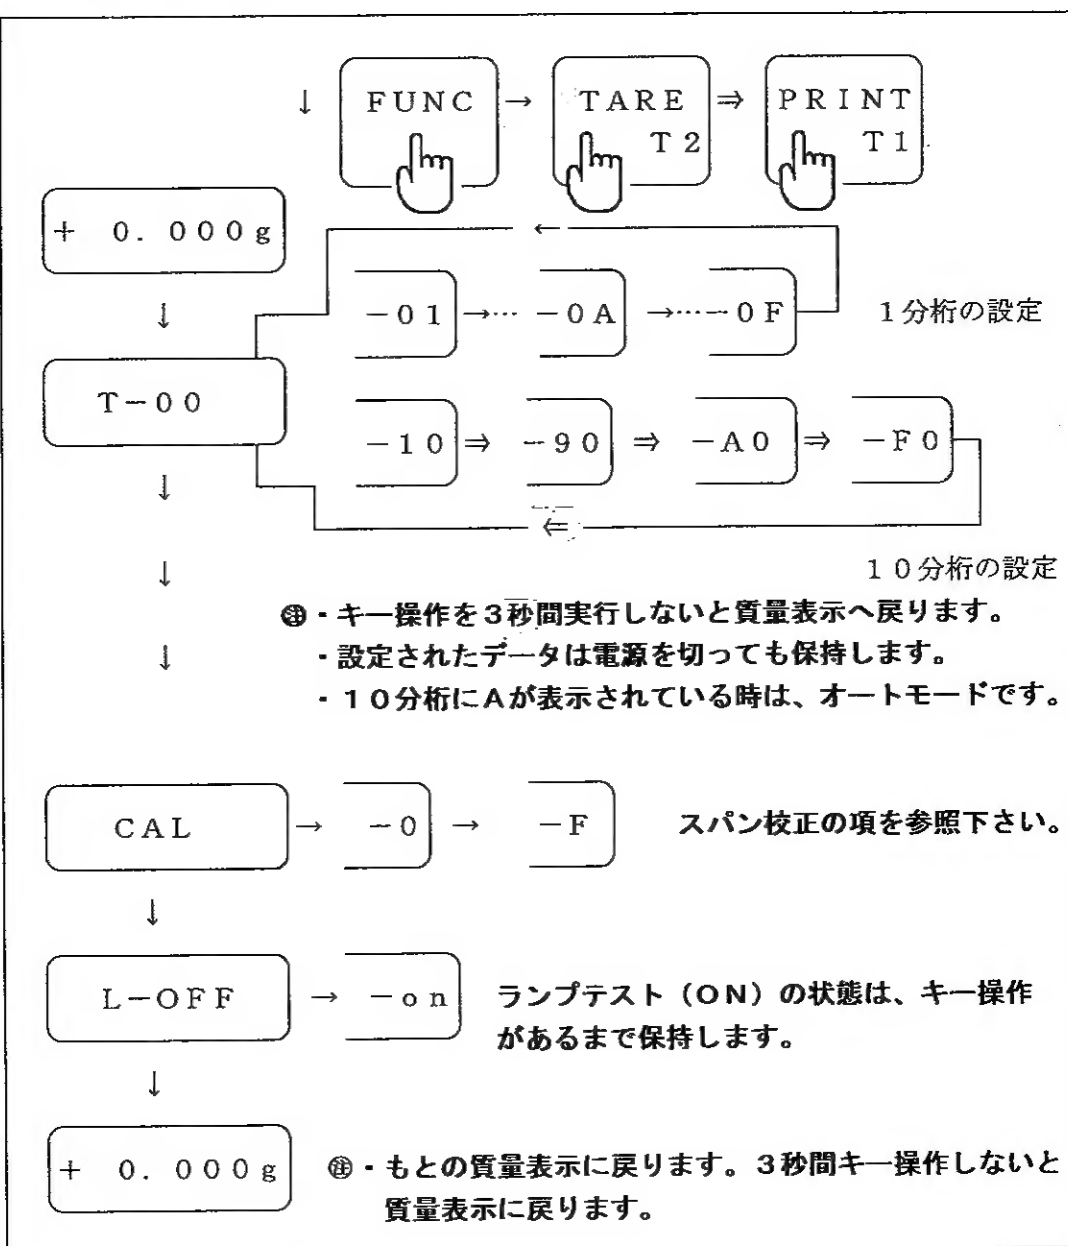 ↓ FUNC → TARE T2 ⇒ PRINT T1
+ 0.000g
←
↓
-01 →… -0A →… -0F 1分桁の設定
T-00
-10 ⇒ -90 ⇒ -A0 ⇒ -F0
↓
⇐
↓ 10分桁の設定
㊟・キー操作を3秒間実行しないと質量表示へ戻ります。
↓ ・設定されたデータは電源を切っても保持します。
・10分桁にAが表示されている時は、オートモードです。
CAL → -0 → -F スパン校正の項を参照下さい。
↓
L-OFF → -on ランプテスト(ON)の状態は、キー操作
があるまで保持します。
↓
+ 0.000g ㊟・もとの質量表示に戻ります。3秒間キー操作しないと
質量表示に戻ります。